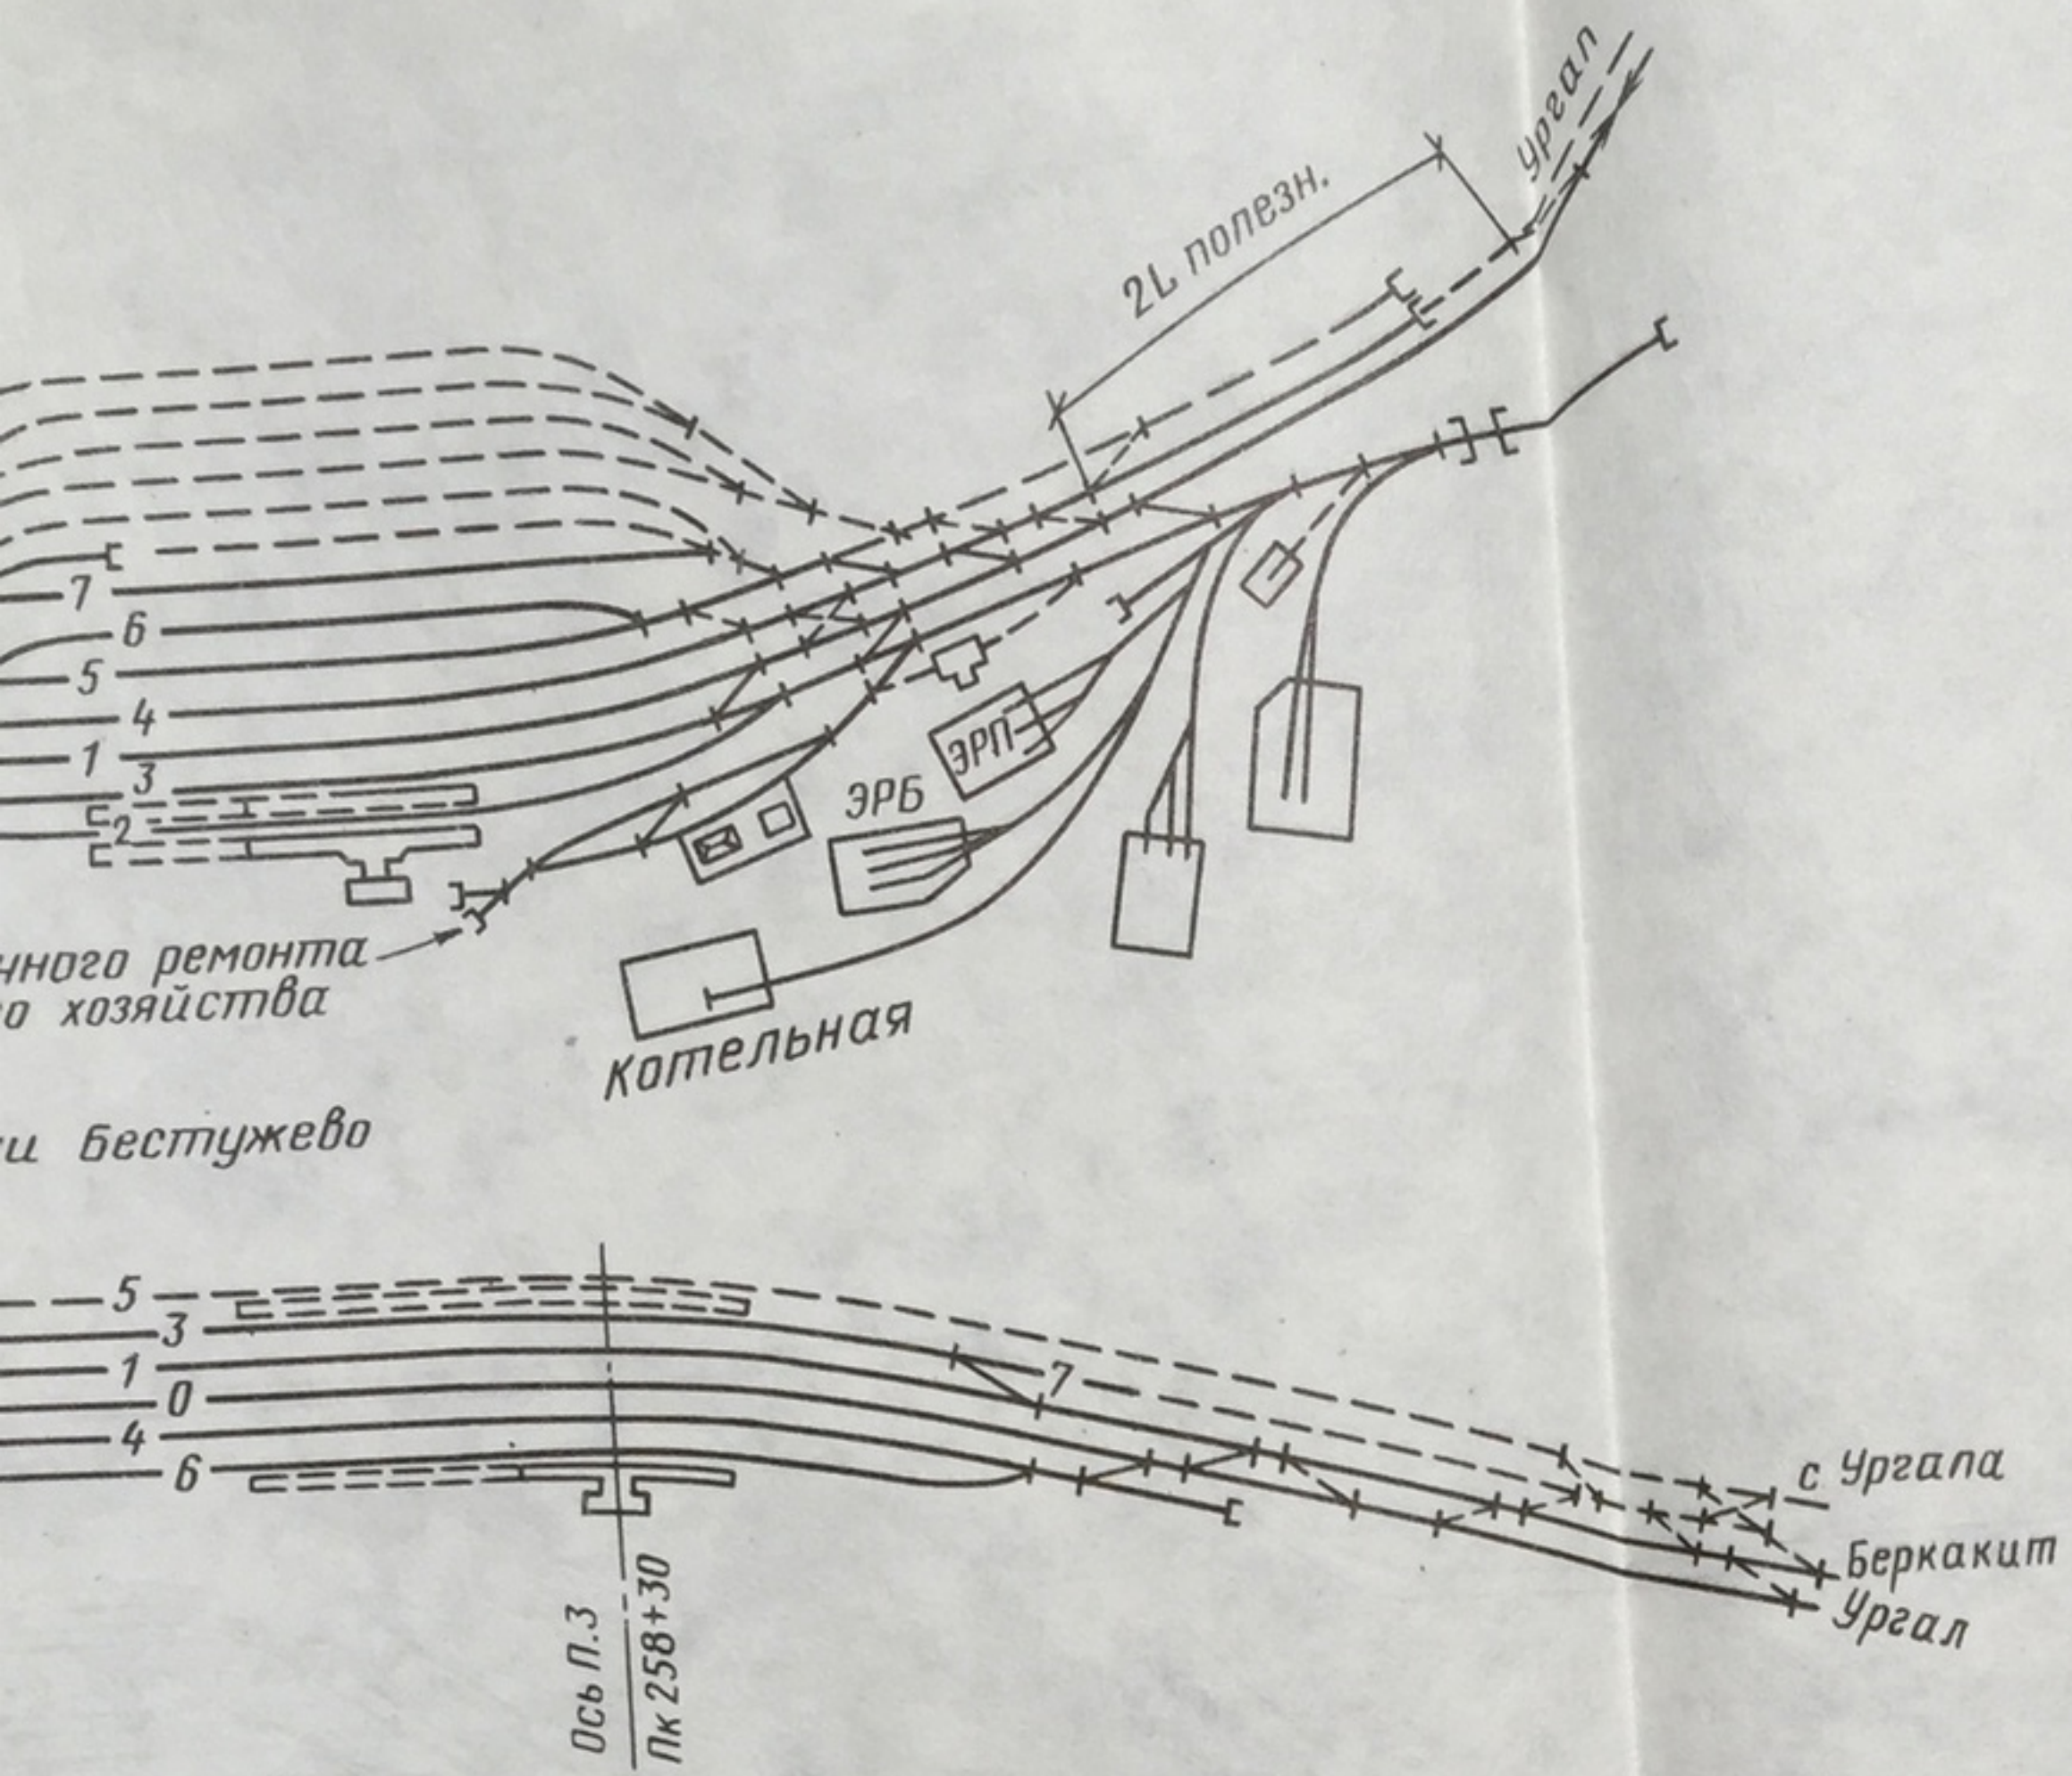 Ургал
2L полезн.
7
6
5
4
1
3
2
ЭРП
ЭРБ
нного ремонта
о хозяйства
Котельная
и Бестужево
5
3
1
7
0
4
6
с Ургала
Беркакит
Ургал
Ось П.З
Пк 258+30